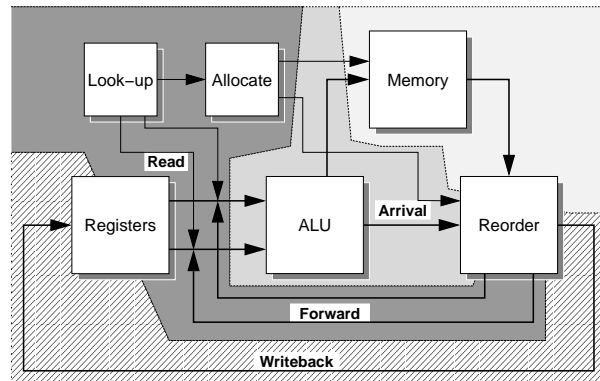 Look–up
Allocate
Memory
Read
Registers
ALU
Arrival
Reorder
Forward
Writeback